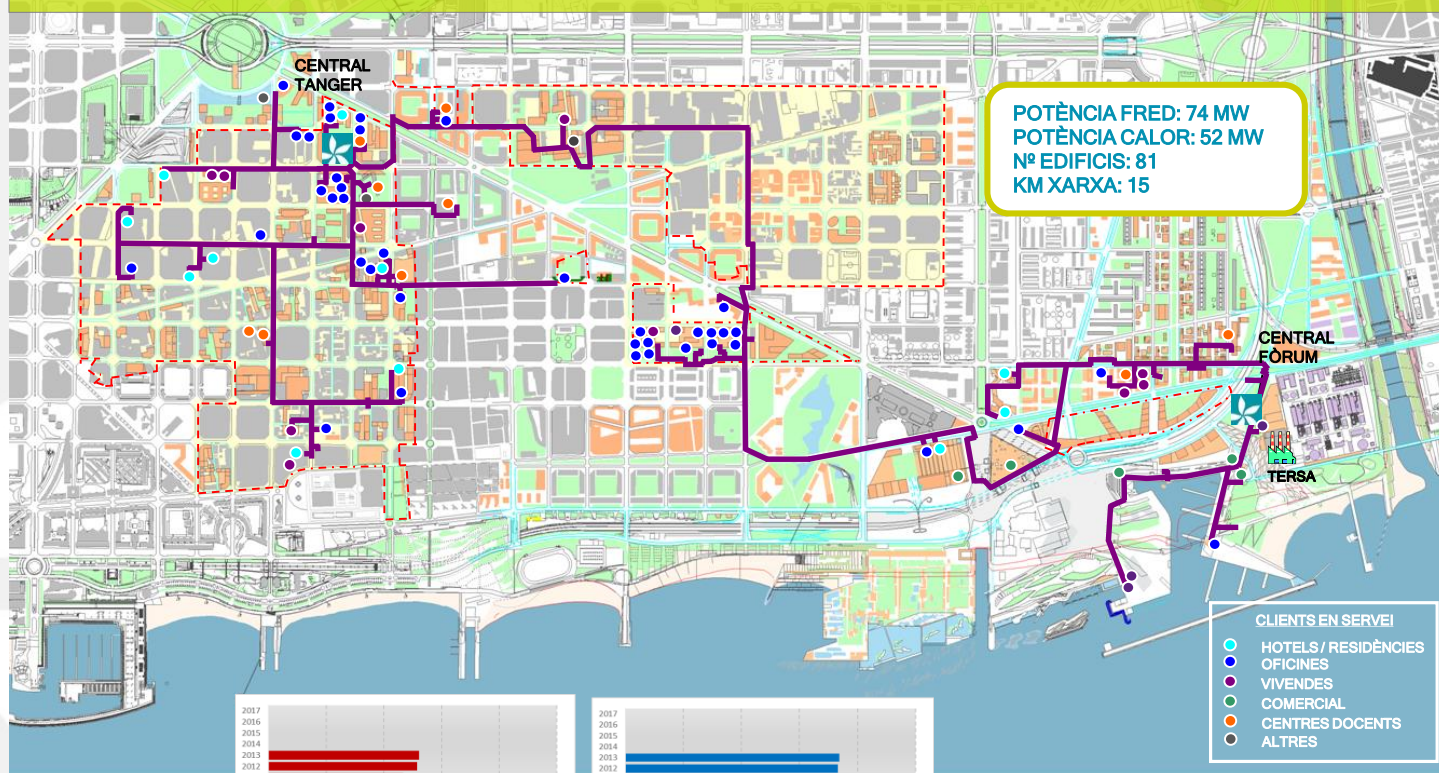 CENTRAL
TANGER
POTÈNCIA FRED: 74 MW
POTÈNCIA CALOR: 52 MW
Nº EDIFICIS: 81
KM XARXA: 15
CENTRAL
FÒRUM
TERSA
CLIENTS EN SERVEI
HOTELS / RESIDÈNCIES
OFICINES
VIVENDES
COMERCIAL
CENTRES DOCENTS
ALTRES
2017
2016
2015
2014
2013
2012
2017
2016
2015
2014
2013
2012